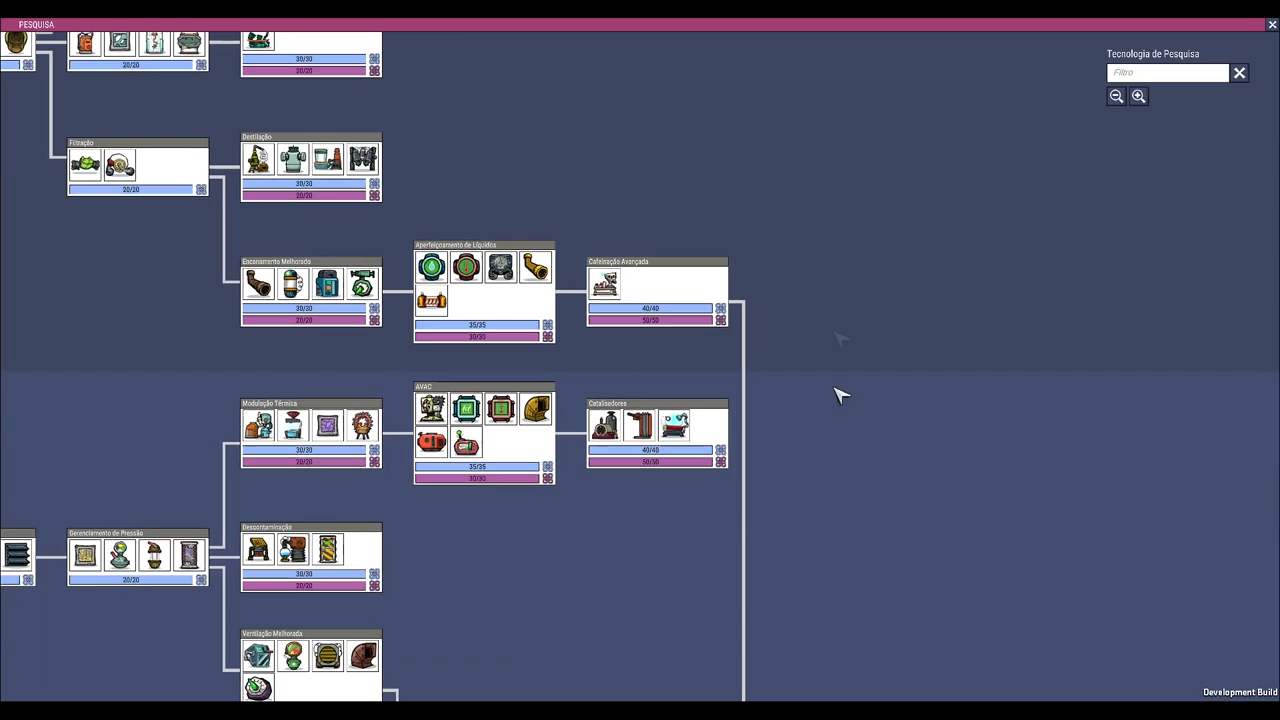 PESQUISA
Tecnologia de Pesquisa
Filtro
20/20
30/30
20/20
Filtração
20/20
Destilação
30/30
20/20
Encanamento Melhorado
30/30
20/20
Aperfeiçoamento de Líquidos
35/35
30/30
Cafeinação Avançada
40/40
50/50
Modulação Térmica
30/30
20/20
AVAC
35/35
30/30
Catalisadores
40/40
50/50
Gerenciamento de Pressão
20/20
Descontaminação
30/30
20/20
Ventilação Melhorada
Development Build